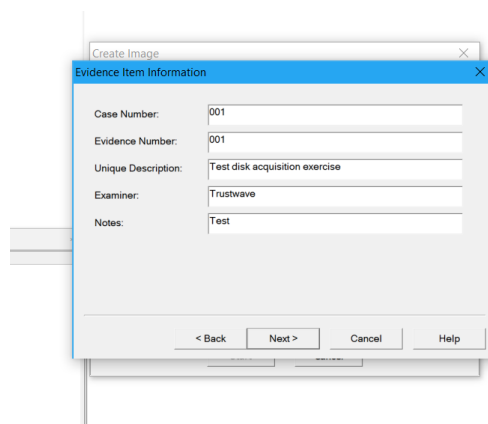 Create Image
Evidence Item Information
Case Number: 001
Evidence Number: 001
Unique Description: Test disk acquisition exercise
Examiner: Trustwave
Notes: Test
< Back Next > Cancel Help